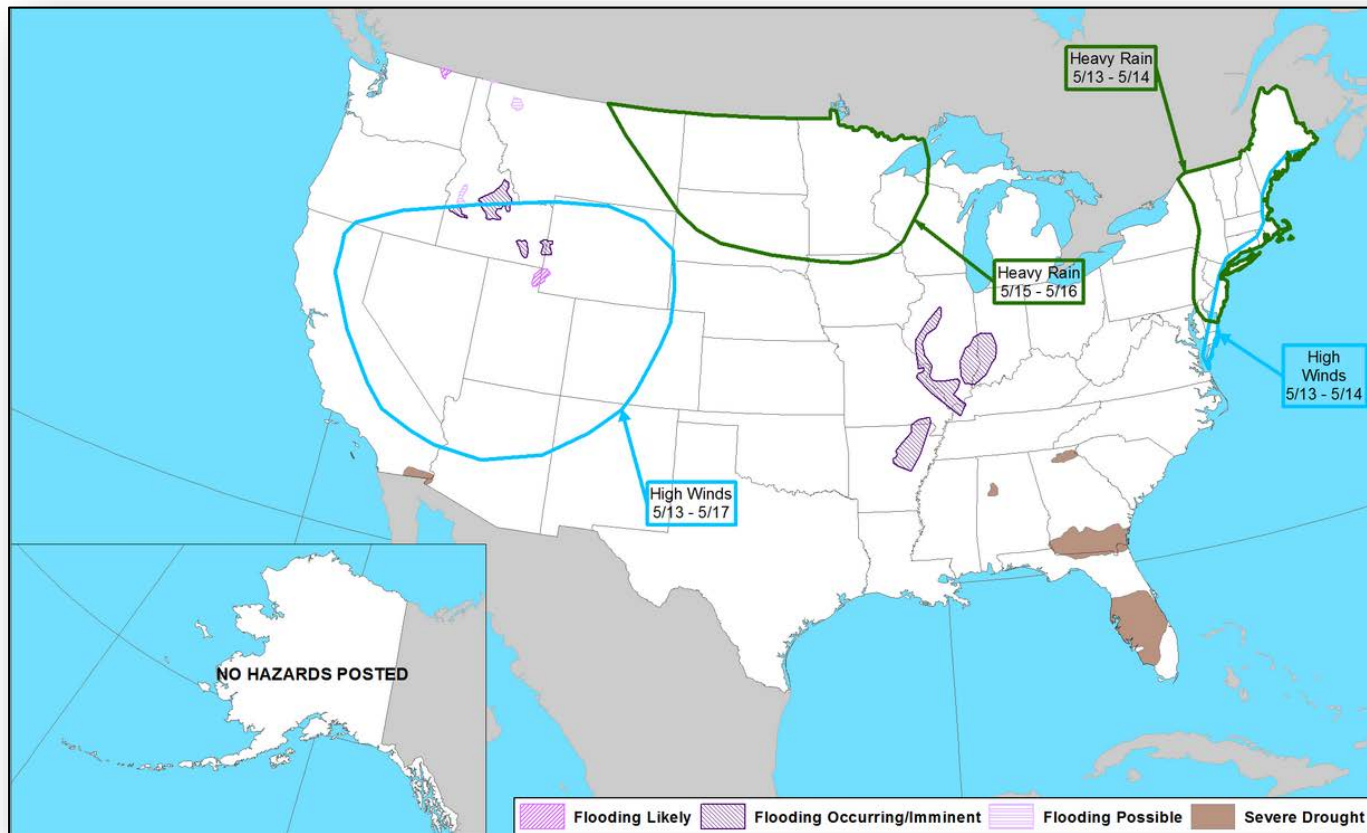 Heavy Rain
5/13 - 5/14
Heavy Rain
5/15 - 5/16
High
Winds
5/13 - 5/14
High Winds
5/13 - 5/17
NO HAZARDS POSTED
Flooding Likely
Flooding Occurring/Imminent
Flooding Possible
Severe Drought